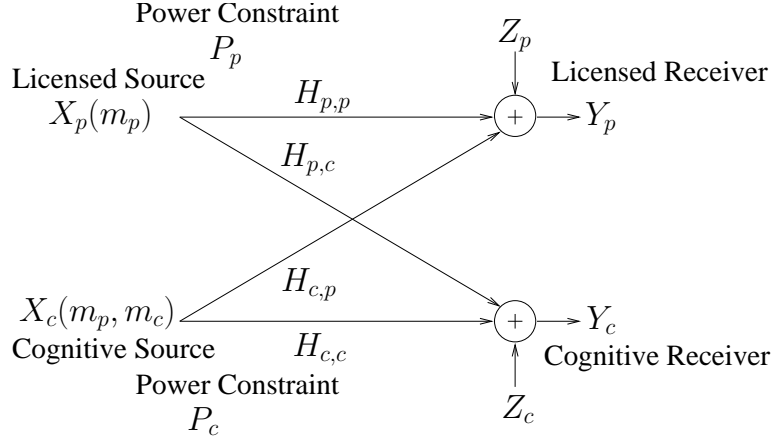 Power Constraint
P_p
Z_p
Licensed Source
Licensed Receiver
X_p(m_p)
H_{p,p}
+
Y_p
H_{p,c}
H_{c,p}
X_c(m_p, m_c)
+
Y_c
Cognitive Source
H_{c,c}
Cognitive Receiver
Power Constraint
P_c
Z_c